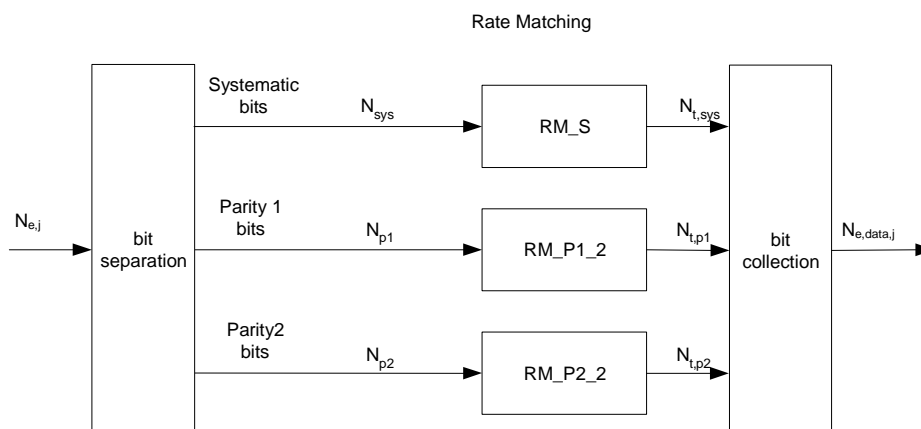 Rate Matching
Systematic
bits
N_sys
RM_S
N_t,sys
N_e,j
bit
separation
Parity 1
bits
N_p1
RM_P1_2
N_t,p1
bit
collection
N_e,data,j
Parity2
bits
N_p2
RM_P2_2
N_t,p2